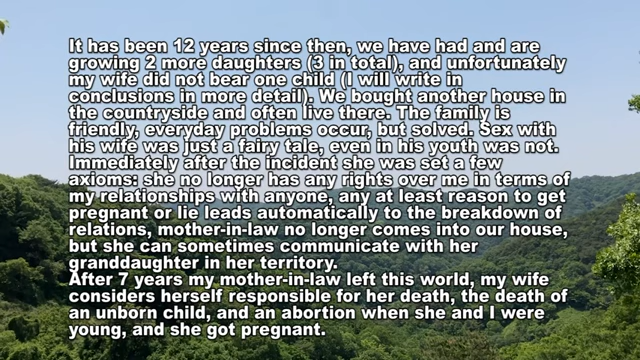 It has been 12 years since then, we have had and are
growing 2 more daughters (3 in total), and unfortunately
my wife did not bear one child (I will write in
conclusions in more detail). We bought another house in
the countryside and often live there. The family is
friendly, everyday problems occur, but solved. Sex with
his wife was just a fairy tale, even in his youth was not.
Immediately after the incident she was set a few
axioms: she no longer has any rights over me in terms of
my relationships with anyone, any at least reason to get
pregnant or lie leads automatically to the breakdown of
relations, mother-in-law no longer comes into our house,
but she can sometimes communicate with her
granddaughter in her territory.
After 7 years my mother-in-law left this world, my wife
considers herself responsible for her death, the death of
an unborn child, and an abortion when she and I were
young, and she got pregnant.